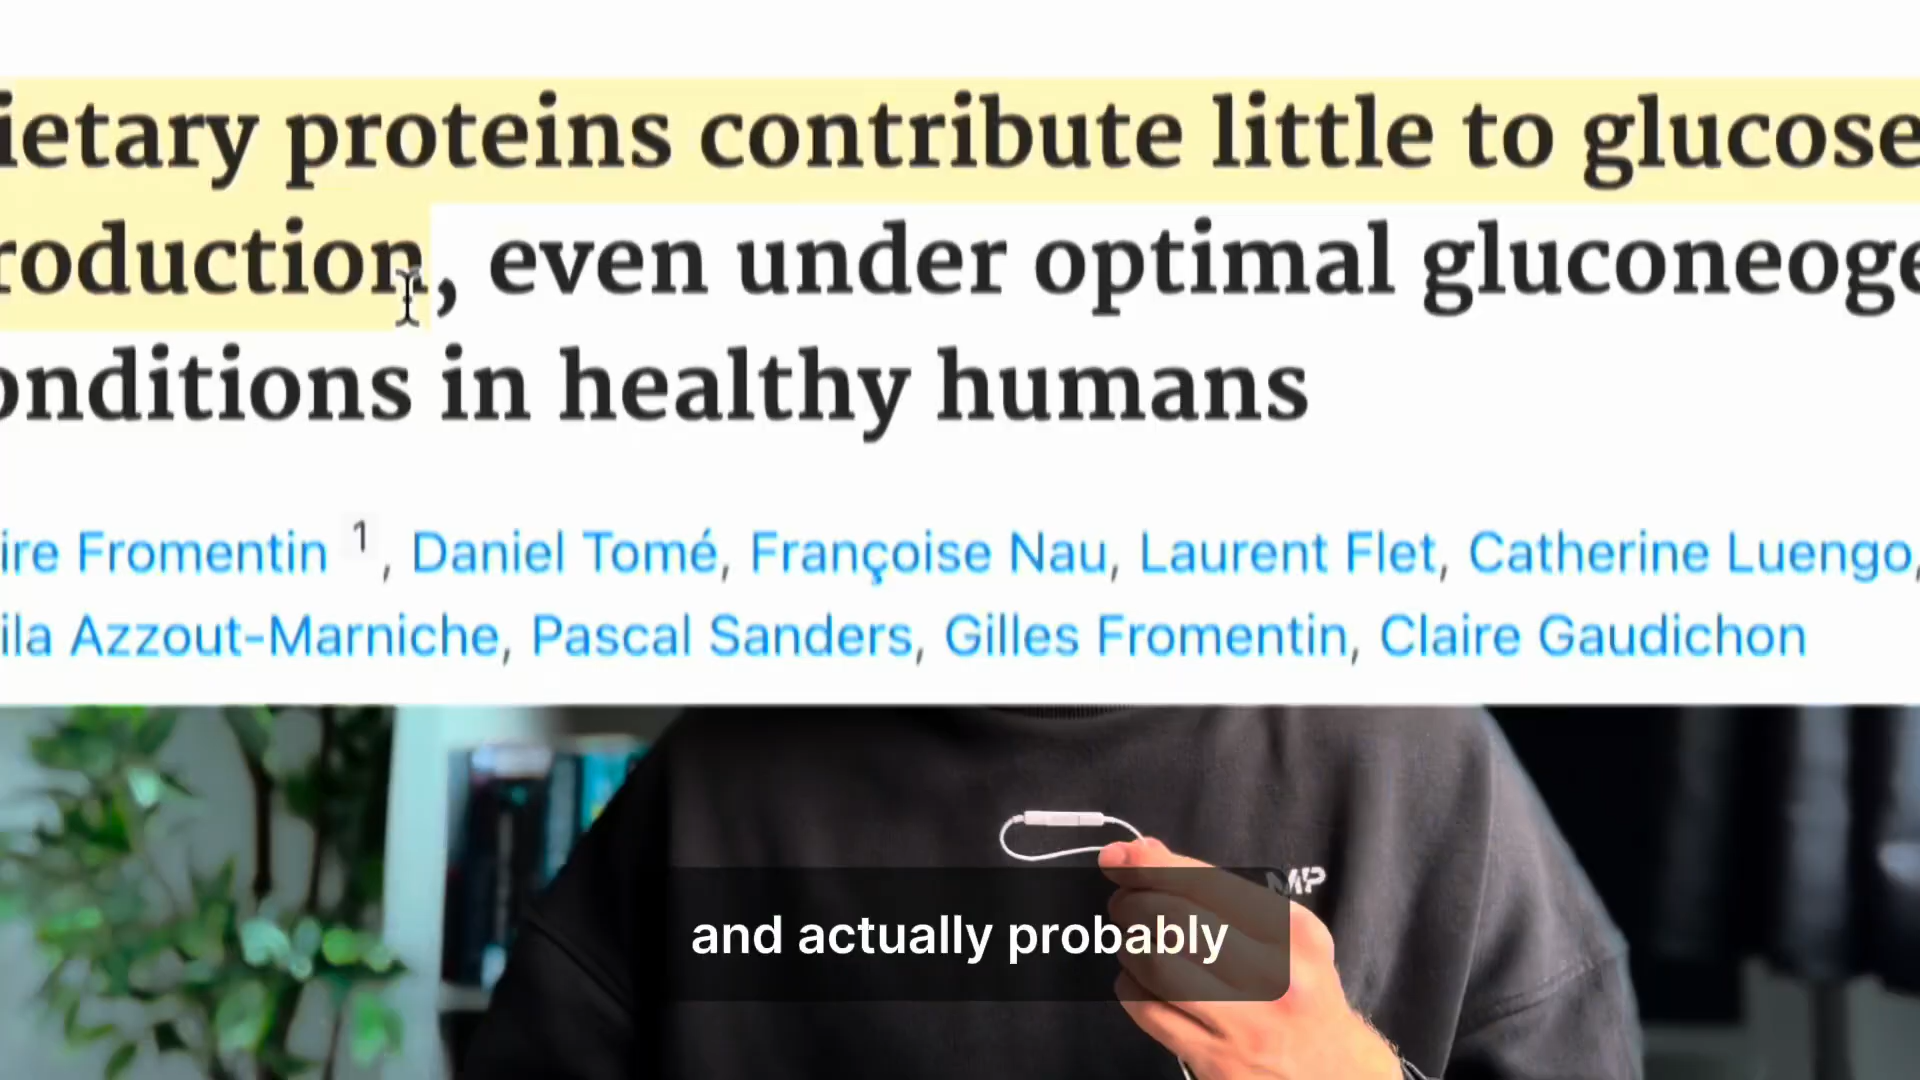 ietary proteins contribute little to glucose
roduction, even under optimal gluconeoge
onditions in healthy humans
ire Fromentin 1, Daniel Tomé, Françoise Nau, Laurent Flet, Catherine Luengo,
ila Azzout-Marniche, Pascal Sanders, Gilles Fromentin, Claire Gaudichon
MP
and actually probably